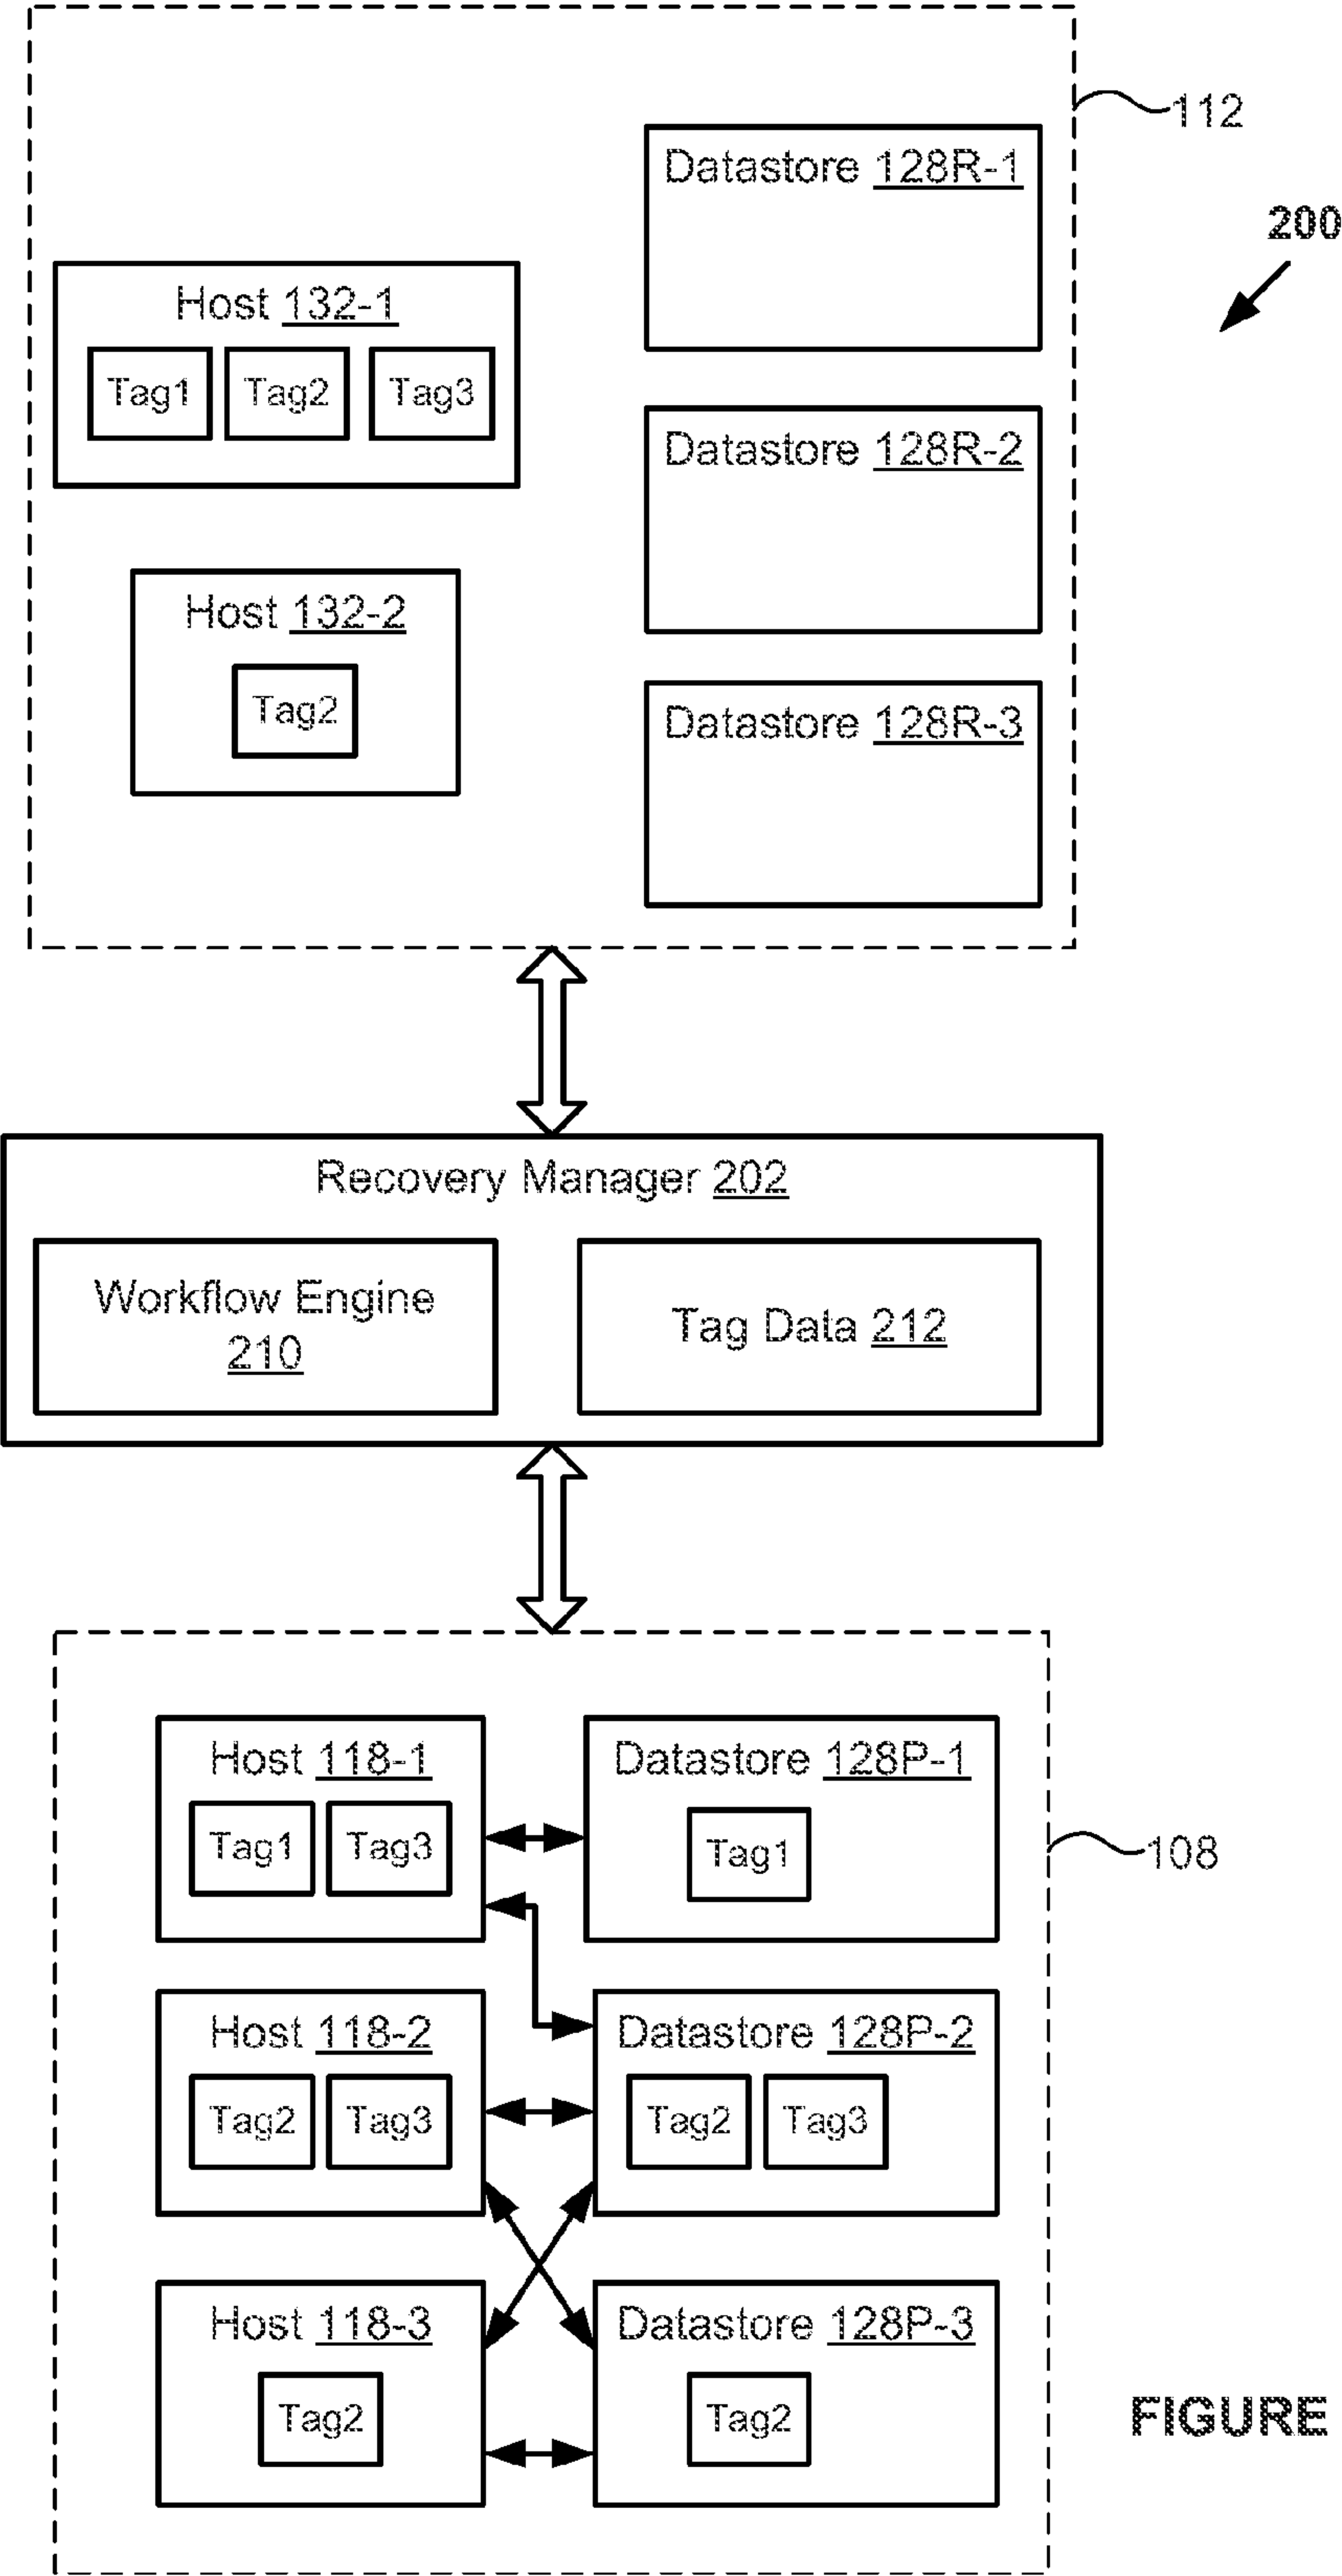 112
Datastore 128R-1
200
Host 132-1
Tag1 Tag2 Tag3
Datastore 128R-2
Host 132-2
Tag2
Datastore 128R-3
Recovery Manager 202
Workflow Engine
210
Tag Data 212
Host 118-1
Tag1 Tag3
Datastore 128P-1
Tag1
108
Host 118-2
Tag2 Tag3
Datastore 128P-2
Tag2 Tag3
Host 118-3
Tag2
Datastore 128P-3
Tag2
FIGURE